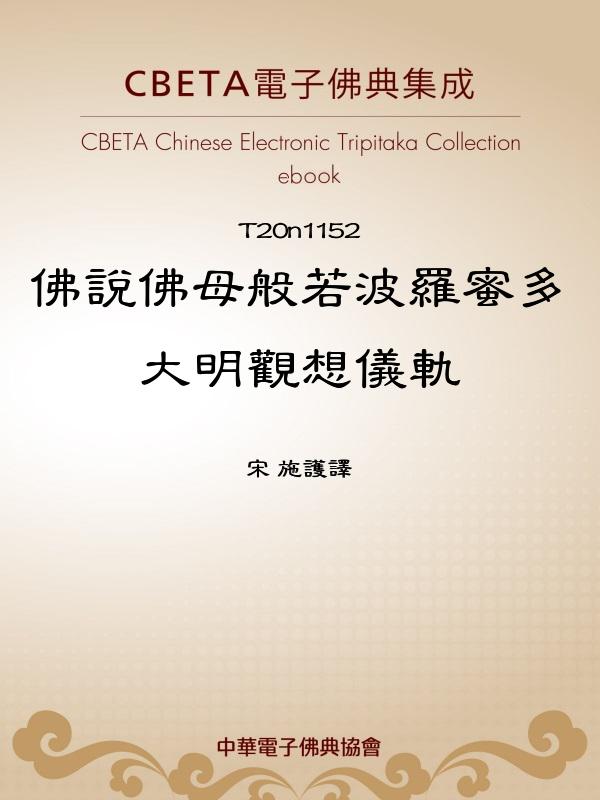 CBETA電子佛典集成
CBETA Chinese Electronic Tripitaka Collection
ebook
T20n1152
佛說佛母般若波羅蜜多
大明觀想儀軌
宋 施護譯
中華電子佛典協會